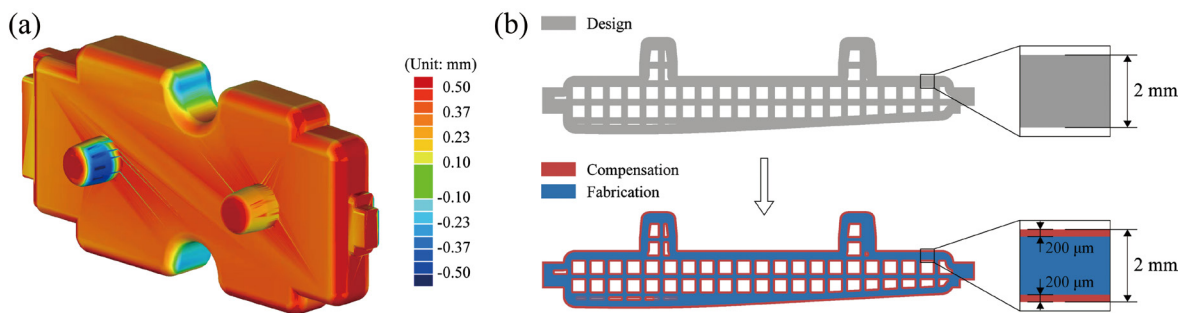 (a)
(Unit: mm)
0.50
0.37
0.23
0.10
-0.10
-0.23
-0.37
-0.50
(b)
Design
2 mm
Compensation
Fabrication
200 μm
200 μm
2 mm